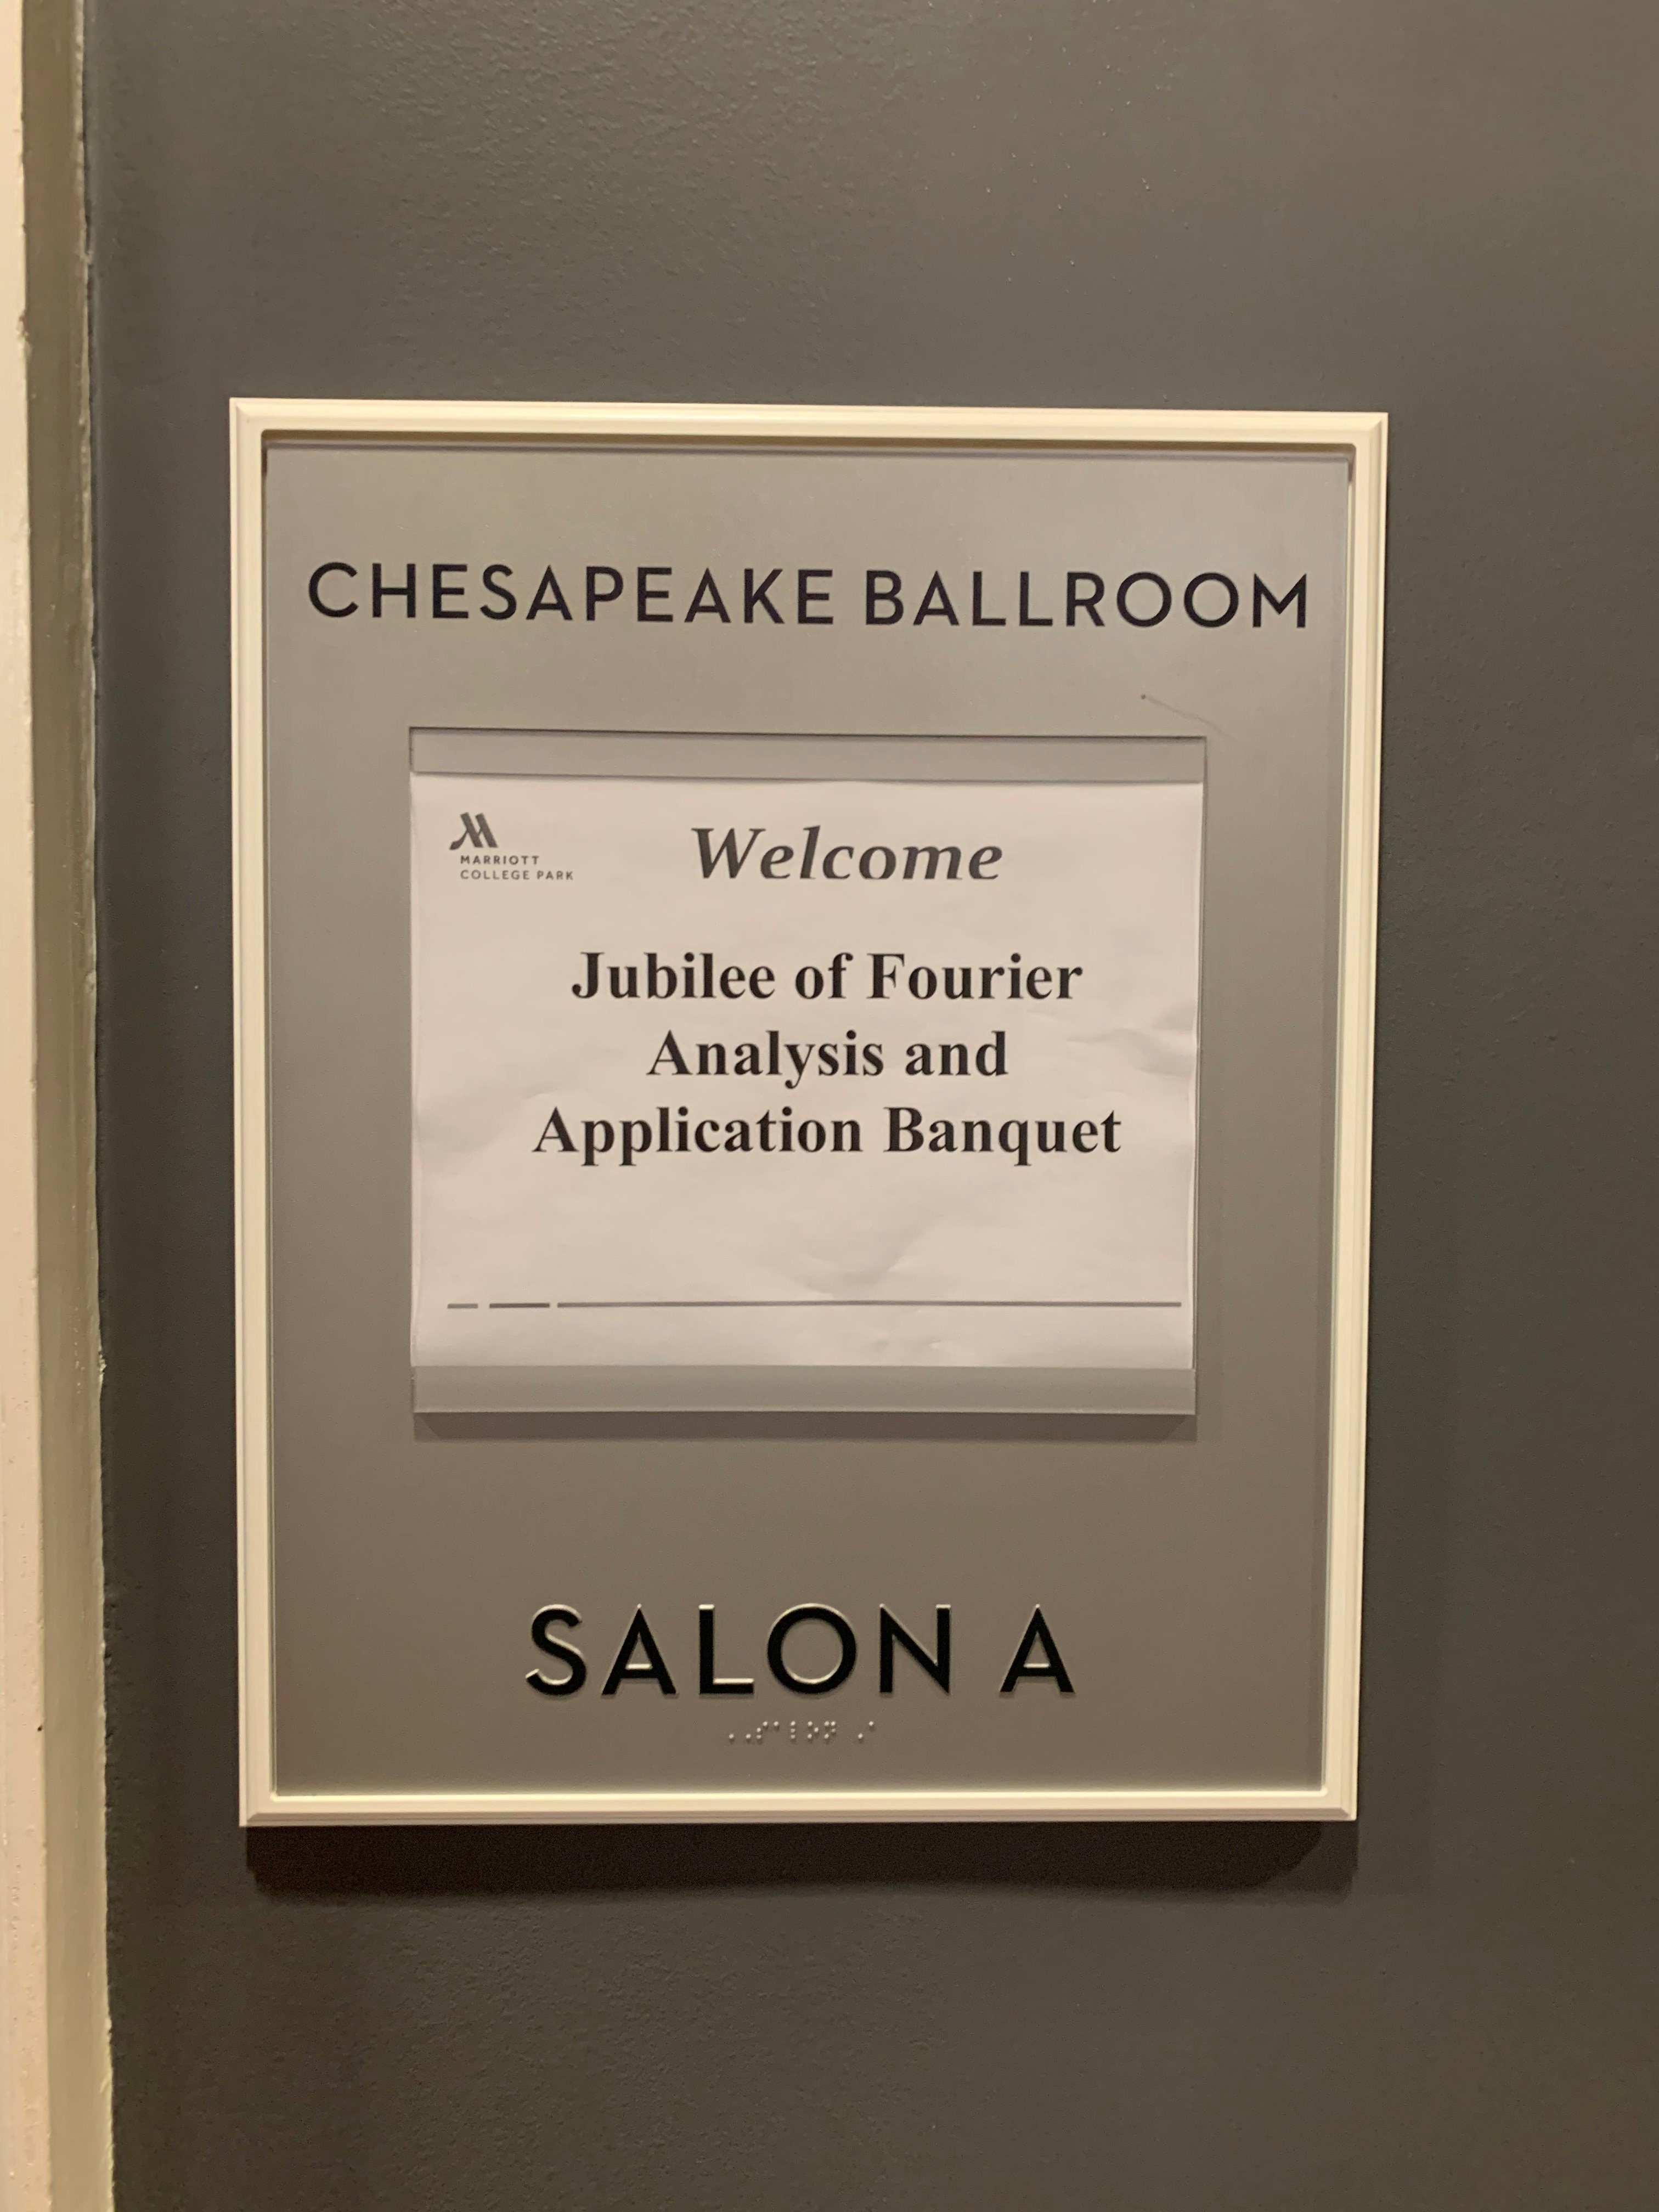 CHESAPEAKE BALLROOM
MARRIOTT
COLLEGE PARK
Welcome
Jubilee of Fourier
Analysis and
Application Banquet
SALON A